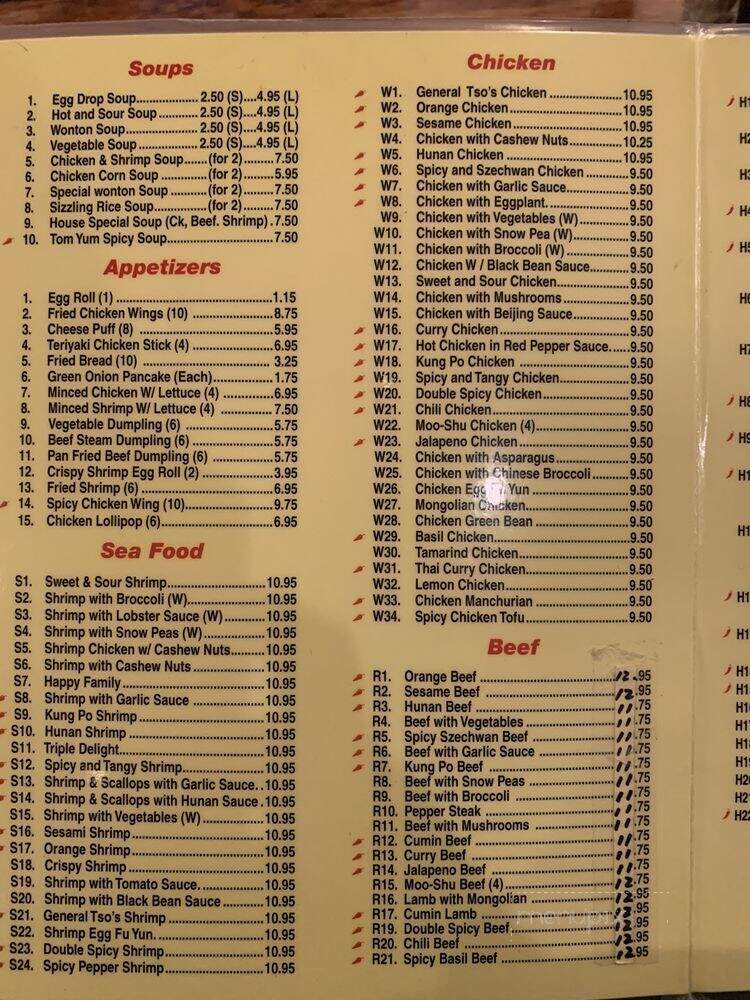 Soups
1. Egg Drop Soup.................. 2.50 (S)....4.95 (L)
2. Hot and Sour Soup ........... 2.50 (S)....4.95 (L)
3. Wonton Soup..................... 2.50 (S)....4.95 (L)
4. Vegetable Soup ................. 2.50 (S)....4.95 (L)
5. Chicken & Shrimp Soup.......(for 2).........7.50
6. Chicken Corn Soup ............(for 2).........5.95
7. Special wonton Soup ..........(for 2).........7.50
8. Sizzling Rice Soup...............(for 2).........7.50
9. House Special Soup (Ck, Beef. Shrimp) .7.50
10. Tom Yum Spicy Soup...............................7.50
Appetizers
1. Egg Roll (1) ............................................1.15
2. Fried Chicken Wings (10) ......................8.75
3. Cheese Puff (8) ......................................5.95
4. Teriyaki Chicken Stick (4) ......................6.95
5. Fried Bread (10) ..................................... 3.25
6. Green Onion Pancake (Each)................1.75
7. Minced Chicken W/ Lettuce (4) ..............6.95
8. Minced Shrimp W/ Lettuce (4) ............... 7.50
9. Vegetable Dumpling (6) .........................5.75
10. Beef Steam Dumpling (6) ......................5.75
11. Pan Fried Beef Dumpling (6) .................5.75
12. Crispy Shrimp Egg Roll (2) ....................3.95
13. Fried Shrimp (6) .....................................6.95
14. Spicy Chicken Wing (10)........................9.75
15. Chicken Lollipop (6)................................6.95
Sea Food
S1. Sweet & Sour Shrimp..........................10.95
S2. Shrimp with Broccoli (W).....................10.95
S3. Shrimp with Lobster Sauce (W) ...........10.95
S4. Shrimp with Snow Peas (W) ................10.95
S5. Shrimp Chicken w/ Cashew Nuts.........10.95
S6. Shrimp with Cashew Nuts ...................10.95
S7. Happy Family .......................................10.95
S8. Shrimp with Garlic Sauce ....................10.95
S9. Kung Po Shrimp ..................................10.95
S10. Hunan Shrimp .....................................10.95
S11. Triple Delight........................................10.95
S12. Spicy and Tangy Shrimp......................10.95
S13. Shrimp & Scallops with Garlic Sauce..10.95
S14. Shrimp & Scallops with Hunan Sauce .10.95
S15. Shrimp with Vegetables (W) ................10.95
S16. Sesami Shrimp ....................................10.95
S17. Orange Shrimp ....................................10.95
S18. Crispy Shrimp ......................................10.95
S19. Shrimp with Tomato Sauce. .................10.95
S20. Shrimp with Black Bean Sauce ...........10.95
S21. General Tso's Shrimp .........................10.95
S22. Shrimp Egg Fu Yun. ............................10.95
S23. Double Spicy Shrimp...........................10.95
S24. Spicy Pepper Shrimp...........................10.95
Chicken
W1. General Tso's Chicken ......................10.95
W2. Orange Chicken .................................10.95
W3. Sesame Chicken................................10.95
W4. Chicken with Cashew Nuts................10.25
W5. Hunan Chicken ..................................10.95
W6. Spicy and Szechwan Chicken ............9.50
W7. Chicken with Garlic Sauce..................9.50
W8. Chicken with Eggplant........................9.50
W9. Chicken with Vegetables (W) ..............9.50
W10. Chicken with Snow Pea (W)................9.50
W11. Chicken with Broccoli (W) ..................9.50
W12. Chicken W / Black Bean Sauce...........9.50
W13. Sweet and Sour Chicken.....................9.50
W14. Chicken with Mushrooms ...................9.50
W15. Chicken with Beijing Sauce.................9.50
W16. Curry Chicken.....................................9.50
W17. Hot Chicken in Red Pepper Sauce......9.50
W18. Kung Po Chicken ................................9.50
W19. Spicy and Tangy Chicken....................9.50
W20. Double Spicy Chicken.........................9.50
W21. Chili Chicken.......................................9.50
W22. Moo-Shu Chicken (4) ..........................9.50
W23. Jalapeno Chicken................................9.50
W24. Chicken with Asparagus......................9.50
W25. Chicken with Chinese Broccoli ...........9.50
W26. Chicken Egg Fu Yun ...........................9.50
W27. Mongolian Chicken..............................9.50
W28. Chicken Green Bean ..........................9.50
W29. Basil Chicken.......................................9.50
W30. Tamarind Chicken................................9.50
W31. Thai Curry Chicken..............................9.50
W32. Lemon Chicken...................................9.50
W33. Chicken Manchurian ...........................9.50
W34. Spicy Chicken Tofu..............................9.50
Beef
R1. Orange Beef ..................................12.95
R2. Sesame Beef .................................12.95
R3. Hunan Beef ...................................11.75
R4. Beef with Vegetables ......................11.75
R5. Spicy Szechwan Beef .....................11.75
R6. Beef with Garlic Sauce ...................11.75
R7. Kung Po Beef .................................11.75
R8. Beef with Snow Peas ......................11.75
R9. Beef with Broccoli ..........................11.75
R10. Pepper Steak .................................11.75
R11. Beef with Mushrooms .....................11.75
R12. Cumin Beef ....................................11.75
R13. Curry Beef .....................................11.75
R14. Jalapeno Beef ................................11.75
R15. Moo-Shu Beef (4)...........................12.75
R16. Lamb with Mongolian .....................12.95
R17. Cumin Lamb ..................................12.95
R19. Double Spicy Beef..........................12.95
R20. Chili Beef .......................................12.95
R21. Spicy Basil Beef .............................12.95
H1
H2
H3
H4
H5
H6
H7
H8
H9